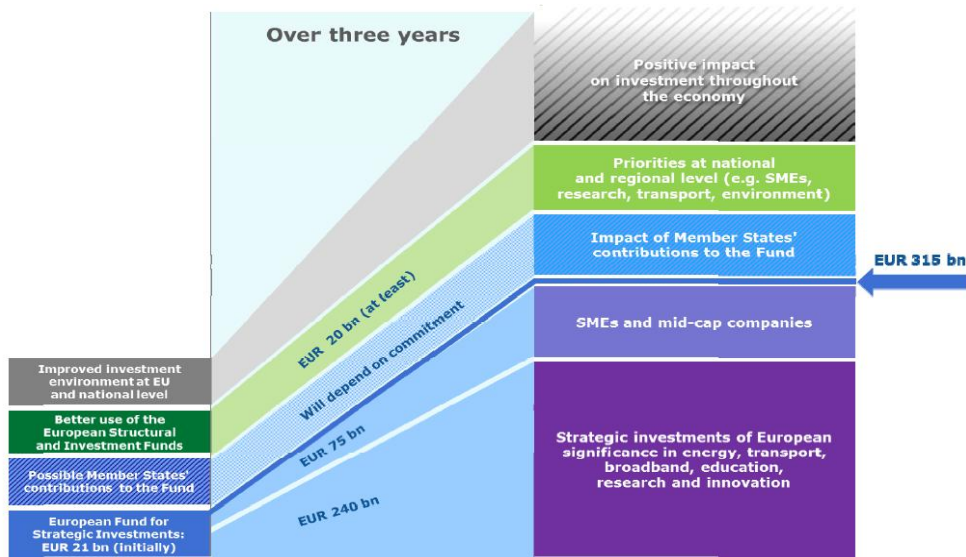 Over three years
Positive impact
on investment throughout
the economy
Priorities at national
and regional level (e.g. SMEs,
research, transport, environment)
Impact of Member States'
contributions to the Fund
EUR 315 bn
SMEs and mid-cap companies
Strategic investments of European
significance in energy, transport,
broadband, education,
research and innovation
EUR 20 bn (at least)
Will depend on commitment
EUR 75 bn
EUR 240 bn
Improved investment
environment at EU
and national level
Better use of the
European Structural
and Investment Funds
Possible Member States'
contributions to the Fund
European Fund for
Strategic Investments:
EUR 21 bn (initially)